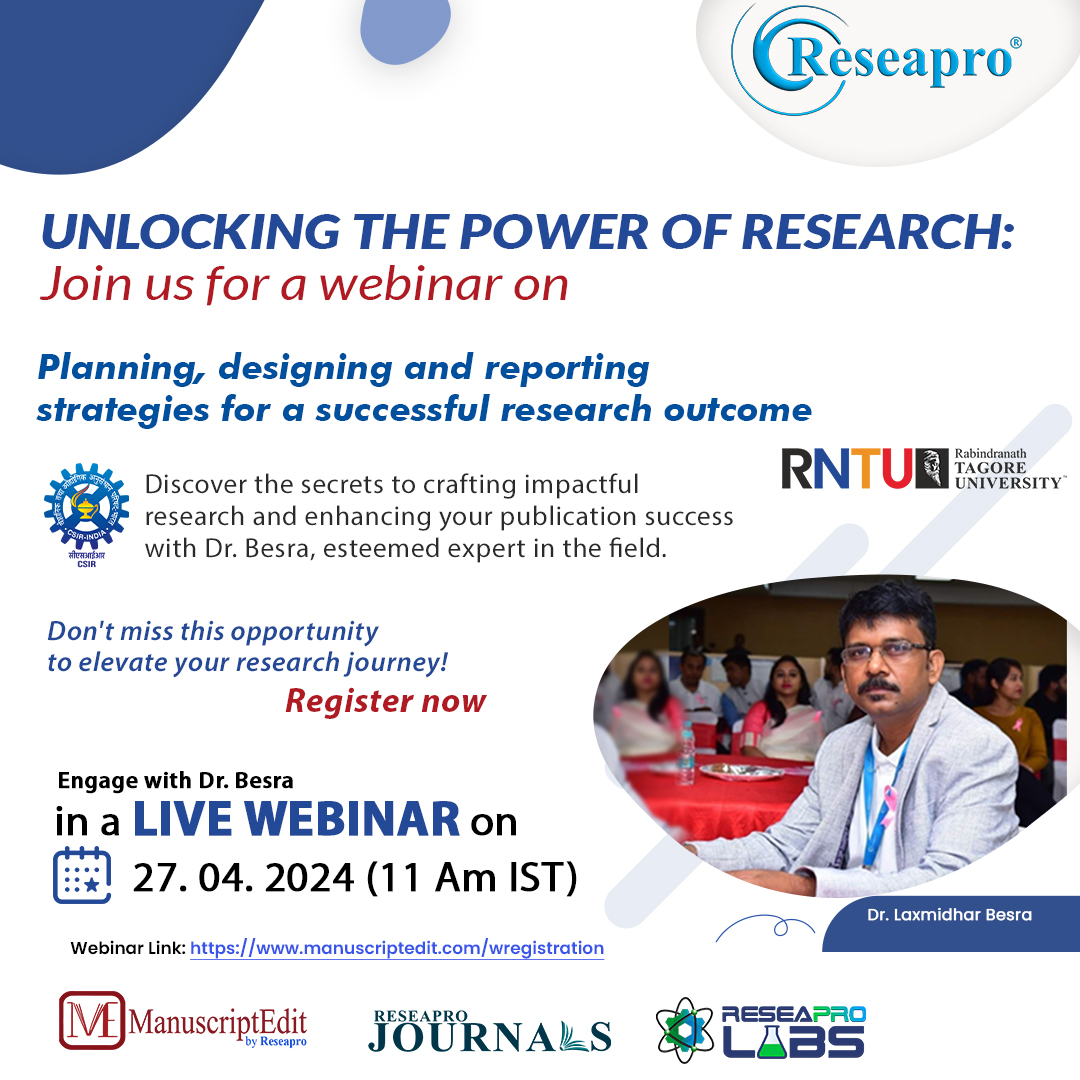 Reseapro®
UNLOCKING THE POWER OF RESEARCH:
Join us for a webinar on
Planning, designing and reporting
strategies for a successful research outcome
RNTU
Rabindranath
TAGORE
UNIVERSITY™
CSIR-INDIA
सीएसआईआर
CSIR
Discover the secrets to crafting impactful
research and enhancing your publication success
with Dr. Besra, esteemed expert in the field.
Don't miss this opportunity
to elevate your research journey!
Register now
Engage with Dr. Besra
in a LIVE WEBINAR on
27. 04. 2024 (11 Am IST)
Dr. Laxmidhar Besra
Webinar Link: https://www.manuscriptedit.com/wregistration
ME ManuscriptEdit
by Reseapro
RESEAPRO
JOURNALS
RESEAPRO
LABS